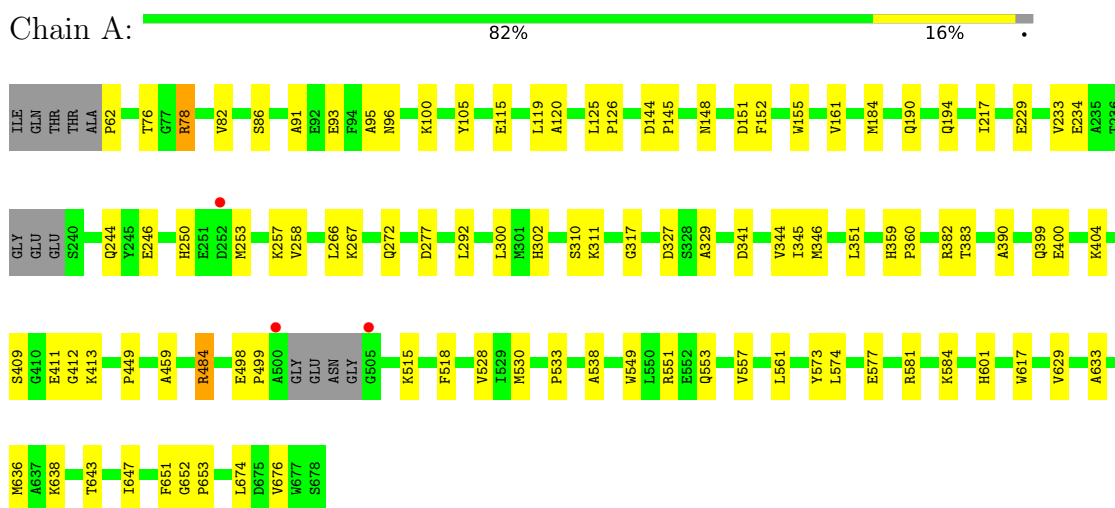 Chain A:
82% 16% •
ILE GLN THR THR ALA P62 T76 G77 R78 V82 S86 A91 E92 E93 F94 A95 N96 K100 Y105 E115 L119 A120 L125 P126 D144 P145 N148 D151 F152 W155 V161 M184 Q190 Q194 I217 E229 V233 E234 A235 T236
GLY GLU GLU S240 Q244 Y245 E246 H250 E251 D252 M253 K257 V258 L266 K267 Q272 D277 L292 L300 M301 H302 S310 K311 G317 D327 S328 A329 D341 V344 I345 M346 L351 H359 P360 R382 T383 A390 Q399 E400 K404
S409 G410 E411 G412 K413 P449 A459 R484 E498 P499 A500 GLY GLU ASN GLY G505 K515 F518 V528 I529 M530 P533 A538 W549 L550 R551 E552 Q553 V557 L561 Y573 L574 E577 R581 K584 H601 W617 V629 A633
M636 A637 K638 T643 I647 F651 G652 P653 L674 D675 V676 W677 S678